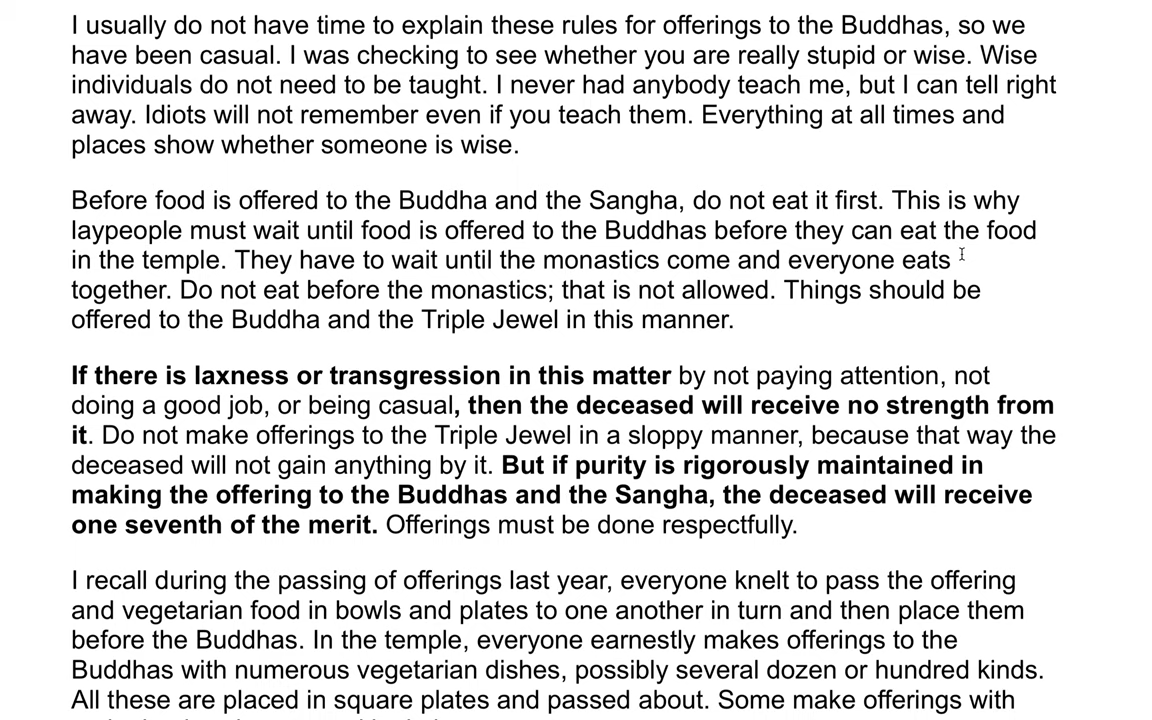 I usually do not have time to explain these rules for offerings to the Buddhas, so we
have been casual. I was checking to see whether you are really stupid or wise. Wise
individuals do not need to be taught. I never had anybody teach me, but I can tell right
away. Idiots will not remember even if you teach them. Everything at all times and
places show whether someone is wise.
Before food is offered to the Buddha and the Sangha, do not eat it first. This is why
laypeople must wait until food is offered to the Buddhas before they can eat the food
in the temple. They have to wait until the monastics come and everyone eats
together. Do not eat before the monastics; that is not allowed. Things should be
offered to the Buddha and the Triple Jewel in this manner.
If there is laxness or transgression in this matter by not paying attention, not
doing a good job, or being casual, then the deceased will receive no strength from
it. Do not make offerings to the Triple Jewel in a sloppy manner, because that way the
deceased will not gain anything by it. But if purity is rigorously maintained in
making the offering to the Buddhas and the Sangha, the deceased will receive
one seventh of the merit. Offerings must be done respectfully.
I recall during the passing of offerings last year, everyone knelt to pass the offering
and vegetarian food in bowls and plates to one another in turn and then place them
before the Buddhas. In the temple, everyone earnestly makes offerings to the
Buddhas with numerous vegetarian dishes, possibly several dozen or hundred kinds.
All these are placed in square plates and passed about. Some make offerings with